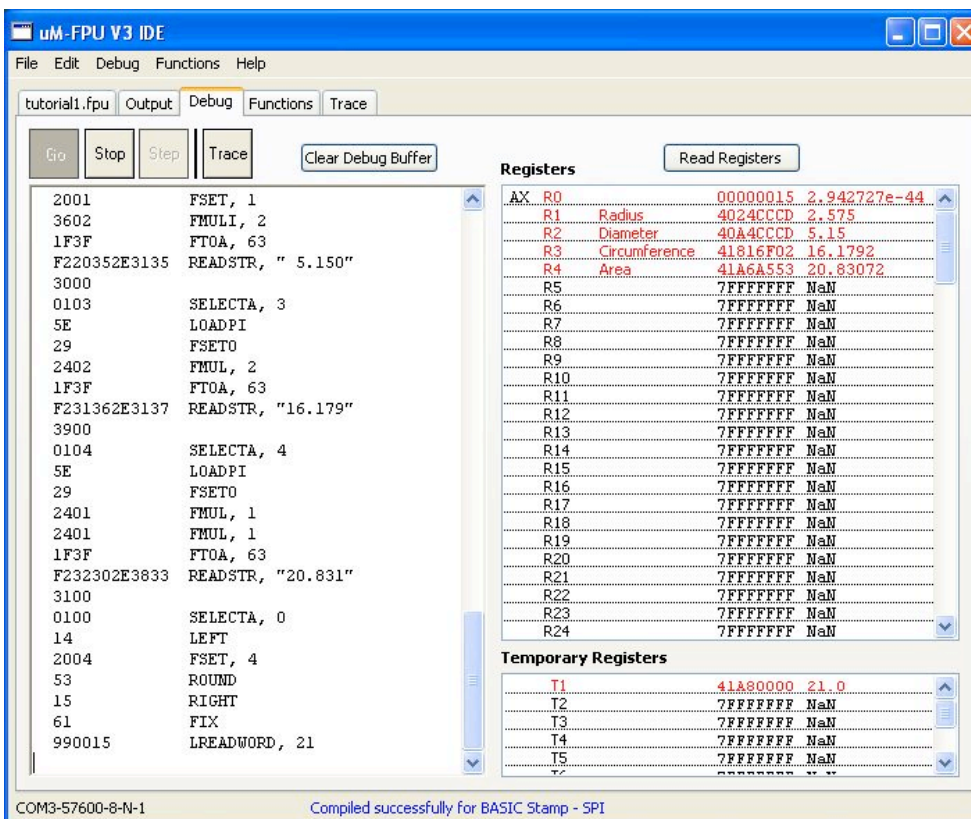 uM-FPU V3 IDE
File Edit Debug Functions Help
tutorial1.fpu Output Debug Functions Trace
Go Stop Step Trace Clear Debug Buffer
2001 FSET, 1
3602 FMULI, 2
1F3F FTOA, 63
F220352E3135 READSTR, " 5.150"
3000
0103 SELECTA, 3
5E LOADPI
29 FSET0
2402 FMUL, 2
1F3F FTOA, 63
F231362E3137 READSTR, "16.179"
3900
0104 SELECTA, 4
5E LOADPI
29 FSET0
2401 FMUL, 1
2401 FMUL, 1
1F3F FTOA, 63
F232302E3833 READSTR, "20.831"
3100
0100 SELECTA, 0
14 LEFT
2004 FSET, 4
53 ROUND
15 RIGHT
61 FIX
990015 LREADWORD, 21
Registers Read Registers
AX R0 00000015 2.942727e-44
R1 Radius 4024CCCD 2.575
R2 Diameter 40A4CCCD 5.15
R3 Circumference 41816F02 16.1792
R4 Area 41A6A553 20.83072
R5 7FFFFFFF NaN
R6 7FFFFFFF NaN
R7 7FFFFFFF NaN
R8 7FFFFFFF NaN
R9 7FFFFFFF NaN
R10 7FFFFFFF NaN
R11 7FFFFFFF NaN
R12 7FFFFFFF NaN
R13 7FFFFFFF NaN
R14 7FFFFFFF NaN
R15 7FFFFFFF NaN
R16 7FFFFFFF NaN
R17 7FFFFFFF NaN
R18 7FFFFFFF NaN
R19 7FFFFFFF NaN
R20 7FFFFFFF NaN
R21 7FFFFFFF NaN
R22 7FFFFFFF NaN
R23 7FFFFFFF NaN
R24 7FFFFFFF NaN
Temporary Registers
T1 41A80000 21.0
T2 7FFFFFFF NaN
T3 7FFFFFFF NaN
T4 7FFFFFFF NaN
T5 7FFFFFFF NaN
COM3-57600-8-N-1 Compiled successfully for BASIC Stamp - SPI